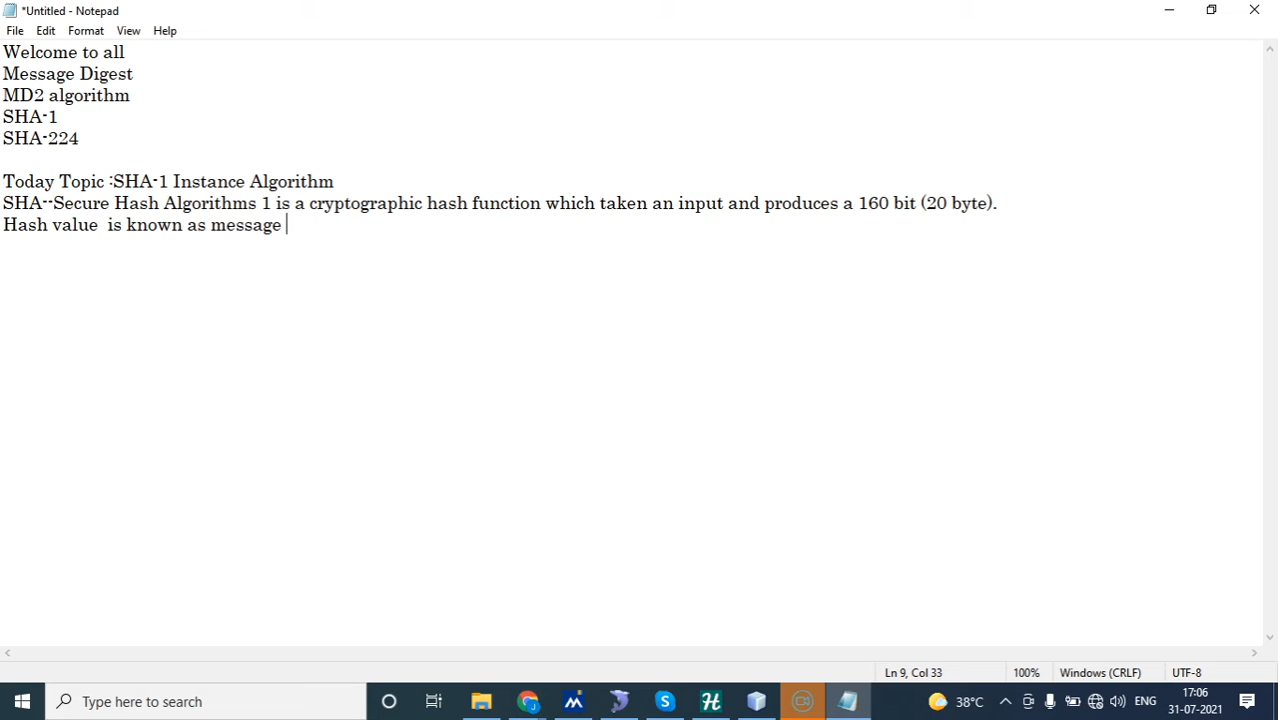 *Untitled - Notepad
File Edit Format View Help
Welcome to all
Message Digest
MD2 algorithm
SHA-1
SHA-224
Today Topic :SHA-1 Instance Algorithm
SHA--Secure Hash Algorithms 1 is a cryptographic hash function which taken an input and produces a 160 bit (20 byte).
Hash value  is known as message
Ln 9, Col 33 100% Windows (CRLF) UTF-8
Type here to search 38°C ENG 17:06
31-07-2021